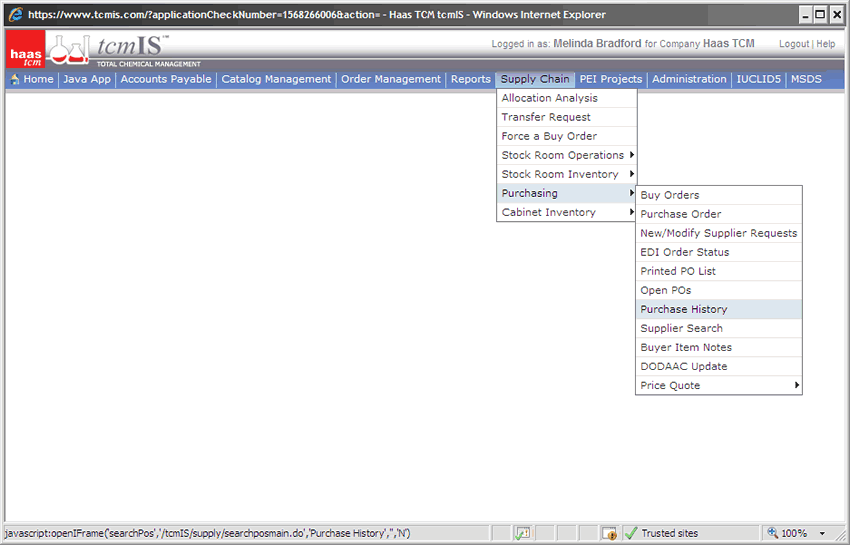 https://www.tcmis.com/?applicationCheckNumber=1568266006&action= - Haas TCM tcmIS - Windows Internet Explorer
haas tcm
tcmIS™
TOTAL CHEMICAL MANAGEMENT
Logged in as: Melinda Bradford for Company Haas TCM
Logout | Help
Home | Java App | Accounts Payable | Catalog Management | Order Management | Reports | Supply Chain | PEI Projects | Administration | IUCLID5 | MSDS
Allocation Analysis
Transfer Request
Force a Buy Order
Stock Room Operations
Stock Room Inventory
Purchasing
Cabinet Inventory
Buy Orders
Purchase Order
New/Modify Supplier Requests
EDI Order Status
Printed PO List
Open POs
Purchase History
Supplier Search
Buyer Item Notes
DODAAC Update
Price Quote
javascript:openIFrame('searchPos','/tcmIS/supply/searchposmain.do','Purchase History','','N')
Trusted sites
100%